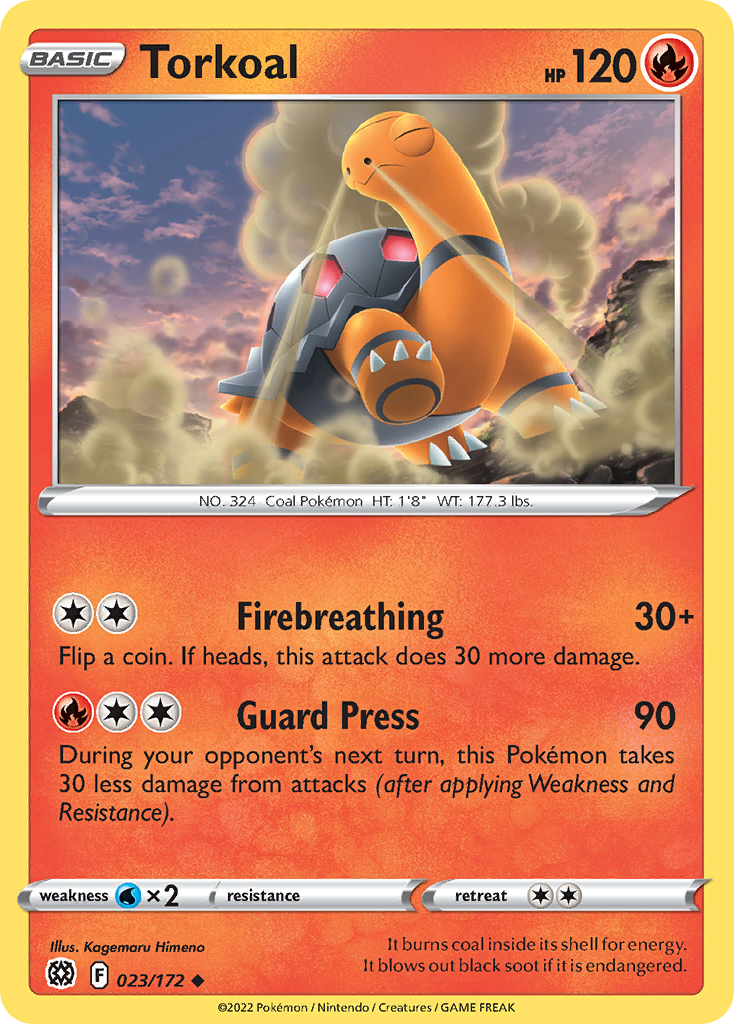 BASIC Torkoal HP 120
NO. 324 Coal Pokémon HT: 1'8" WT: 177.3 lbs.
Firebreathing 30+
Flip a coin. If heads, this attack does 30 more damage.
Guard Press 90
During your opponent's next turn, this Pokémon takes
30 less damage from attacks (after applying Weakness and
Resistance).
weakness ×2 resistance retreat
Illus. Kagemaru Himeno
It burns coal inside its shell for energy.
It blows out black soot if it is endangered.
F 023/172
©2022 Pokémon / Nintendo / Creatures / GAME FREAK